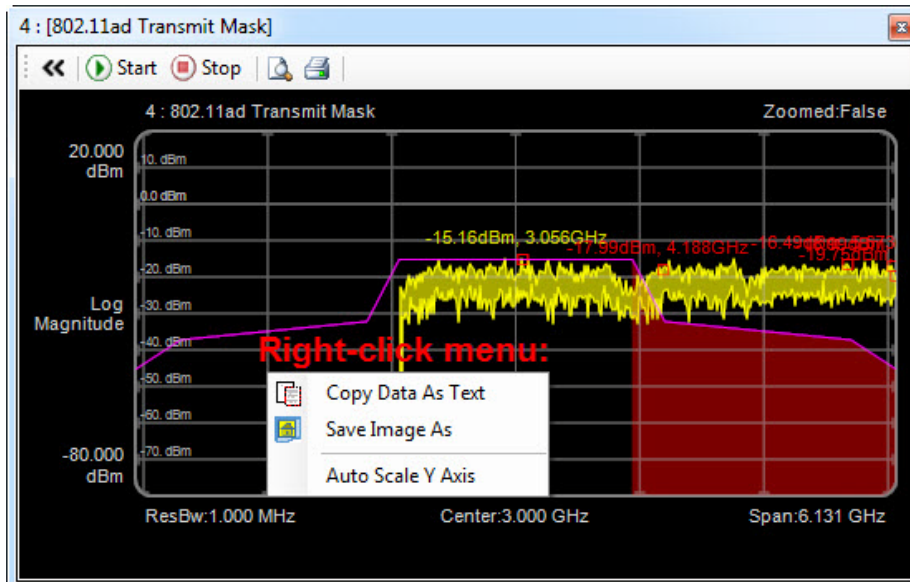 4 : [802.11ad Transmit Mask]
Start Stop
4 : 802.11ad Transmit Mask Zoomed:False
20.000
dBm
10. dBm
0.0 dBm
-10. dBm
-15.16dBm, 3.056GHz
-17.99dBm, 4.188GHz
-19.75dBm
-20. dBm
Log
Magnitude
-30. dBm
-40. dBm
Right-click menu:
-50. dBm
Copy Data As Text
-60. dBm
Save Image As
-80.000
dBm
-70. dBm
Auto Scale Y Axis
ResBw:1.000 MHz Center:3.000 GHz Span:6.131 GHz